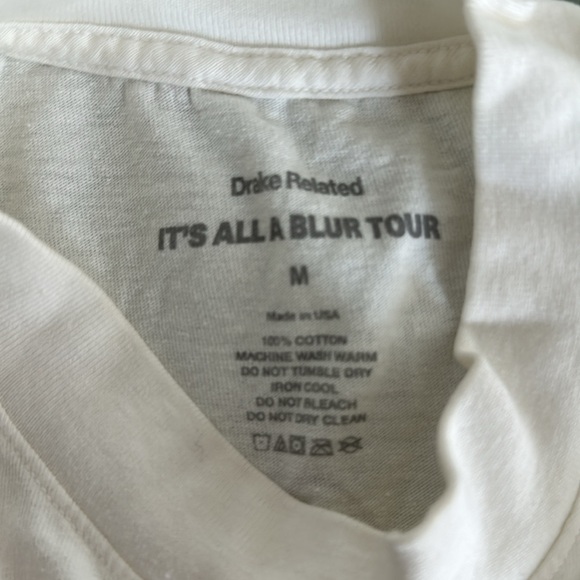 Drake Related
IT'S ALL A BLUR TOUR
M
Made in USA
100% COTTON
MACHINE WASH WARM
DO NOT TUMBLE DRY
IRON COOL
DO NOT BLEACH
DO NOT DRY CLEAN